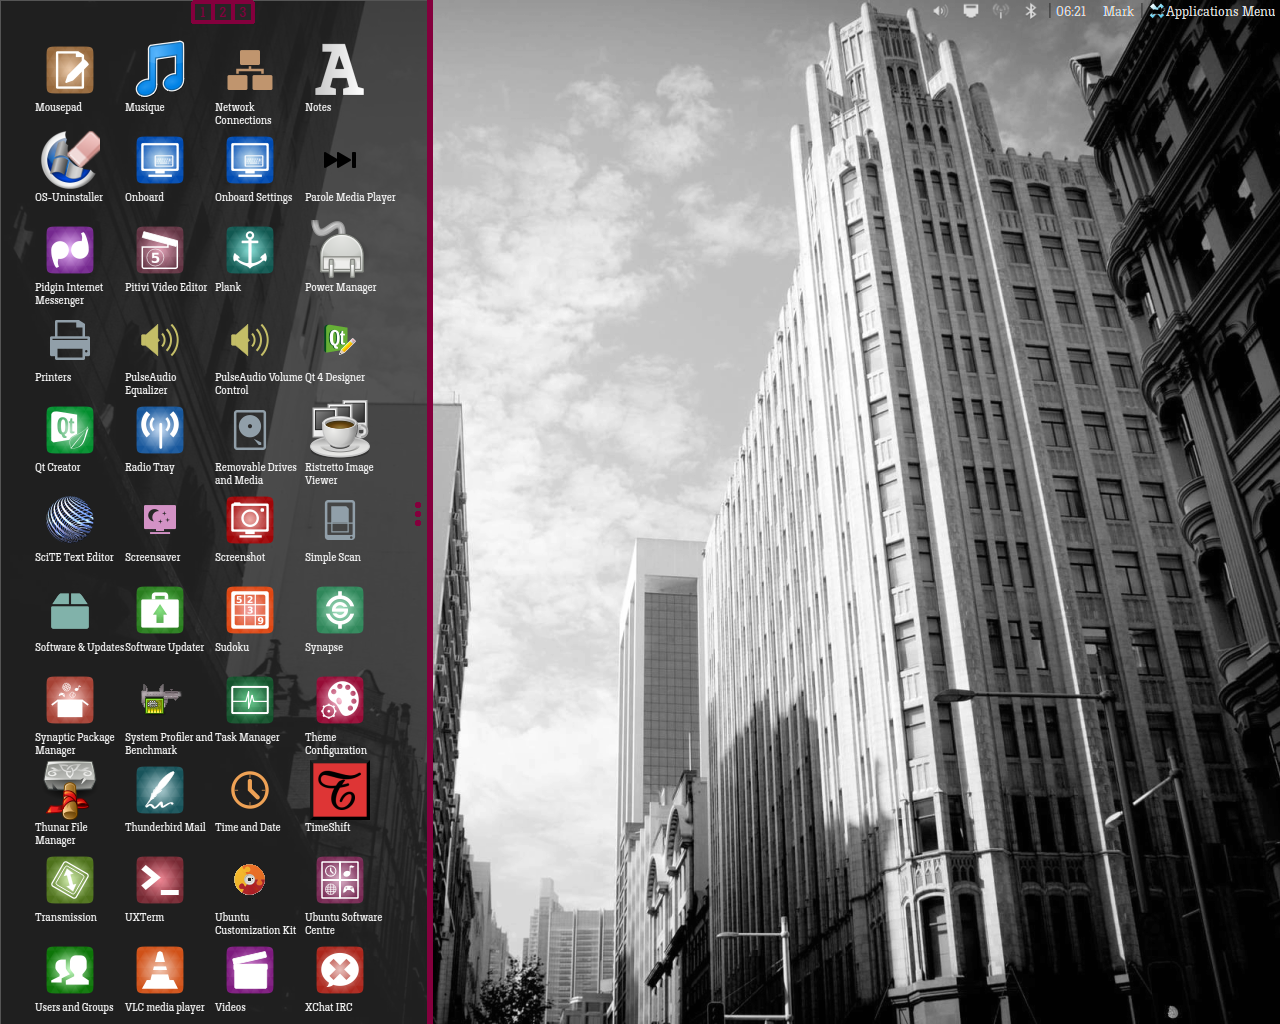 1 2 3
06:21 Mark Applications Menu
Mousepad Musique Network Connections Notes
OS-Uninstaller Onboard Onboard Settings Parole Media Player
Pidgin Internet Messenger Pitivi Video Editor Plank Power Manager
Printers PulseAudio Equalizer PulseAudio Volume Control Qt 4 Designer
Qt Creator Radio Tray Removable Drives and Media Ristretto Image Viewer
SciTE Text Editor Screensaver Screenshot Simple Scan
Software & Updates Software Updater Sudoku Synapse
Synaptic Package Manager System Profiler and Benchmark Task Manager Theme Configuration
Thunar File Manager Thunderbird Mail Time and Date TimeShift
Transmission UXTerm Ubuntu Customization Kit Ubuntu Software Centre
Users and Groups VLC media player Videos XChat IRC